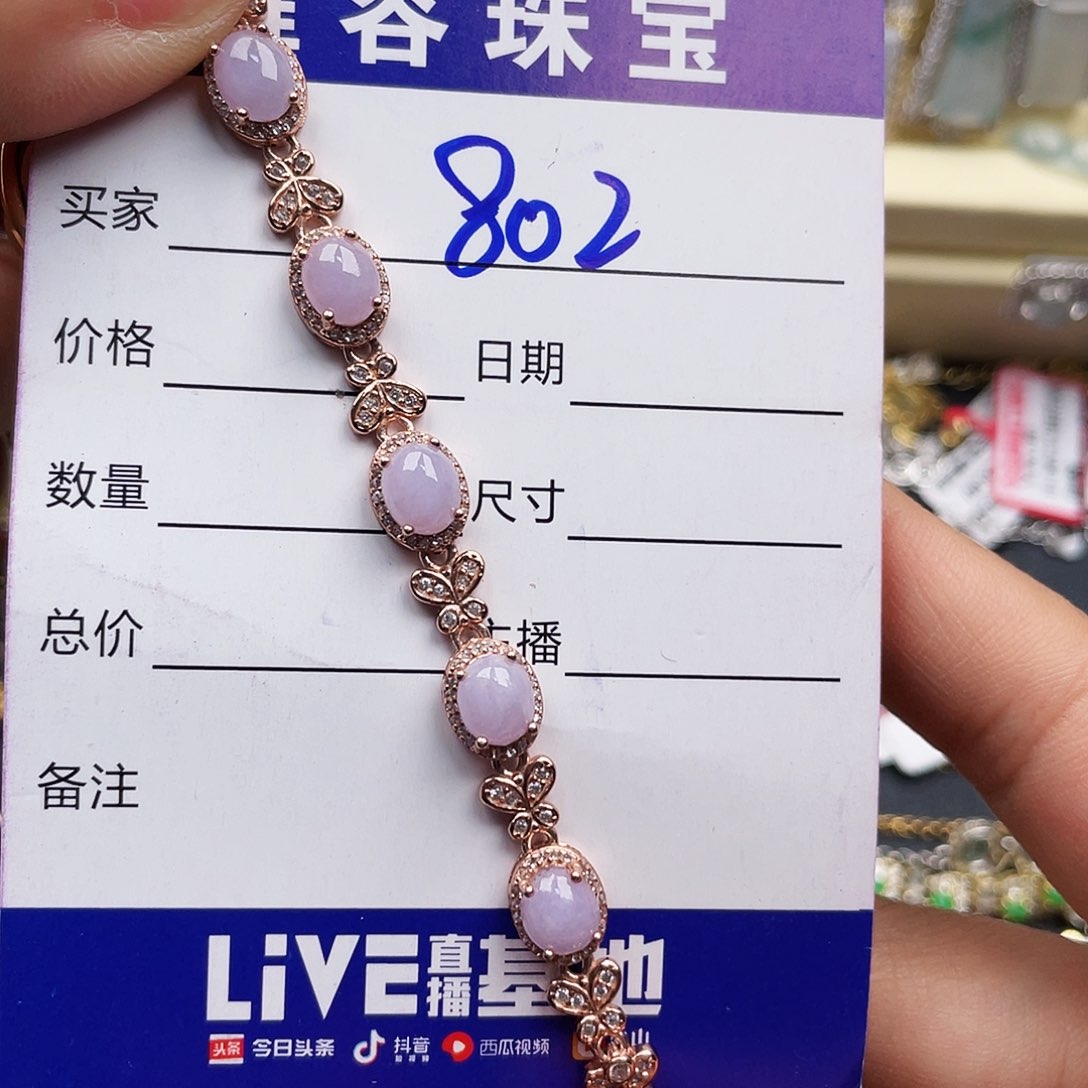 谷珠宝
买家 802
价格 日期
数量 尺寸
总价 播
备注
LiVE直播基地
头条 今日头条 抖音 西瓜视频